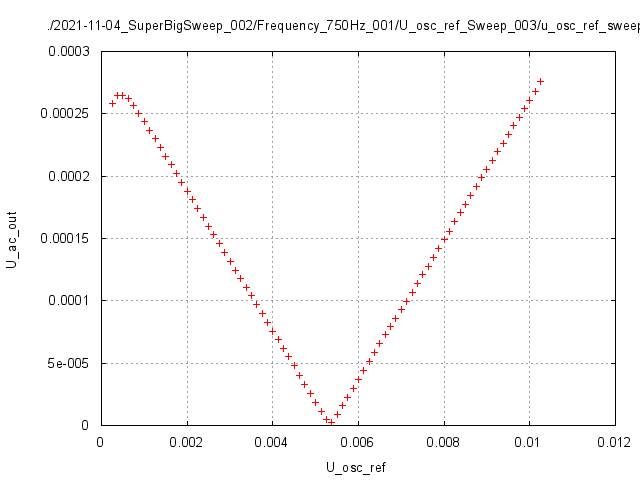 ./2021-11-04_SuperBigSweep_002/Frequency_750Hz_001/U_osc_ref_Sweep_003/u_osc_ref_sweep
0.0003
0.00025
0.0002
0.00015
0.0001
5e-005
0
U_ac_out
0 0.002 0.004 0.006 0.008 0.01 0.012
U_osc_ref